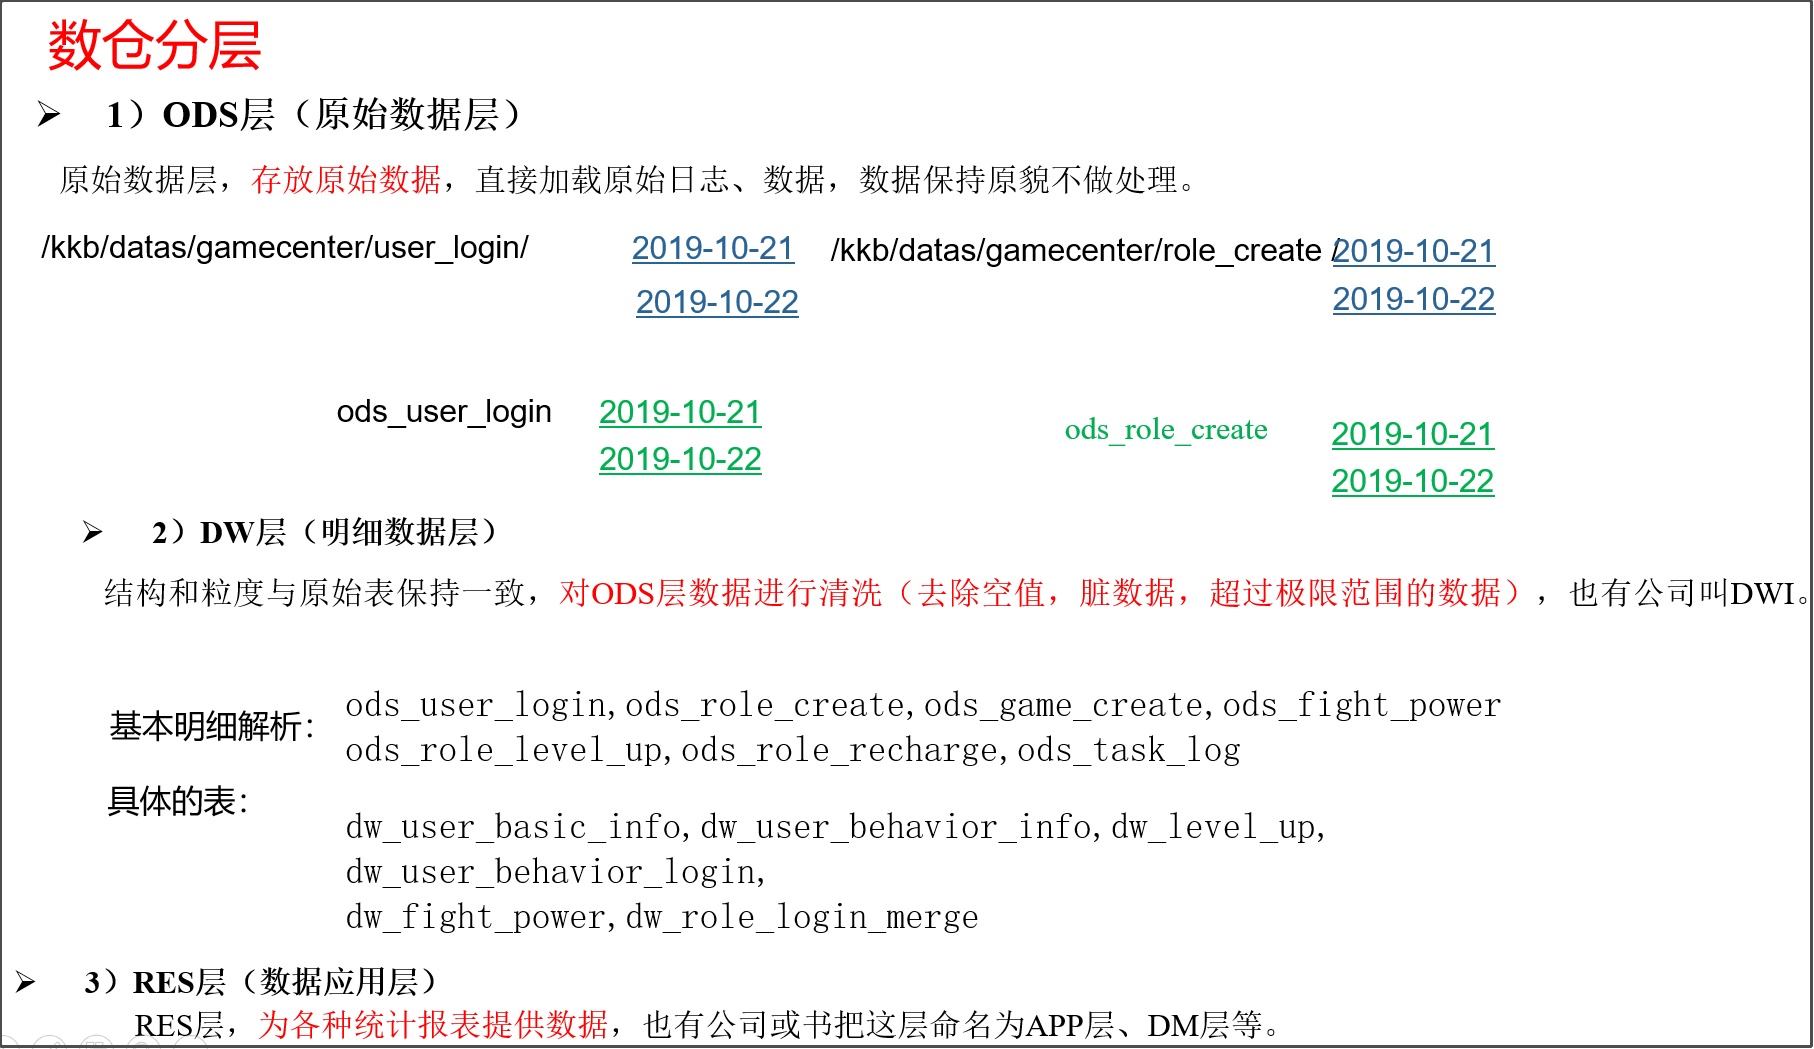 数仓分层
1）ODS层（原始数据层）
原始数据层，存放原始数据，直接加载原始日志、数据，数据保持原貌不做处理。
/kkb/datas/gamecenter/user_login/ 2019-10-21 /kkb/datas/gamecenter/role_create / 2019-10-21
2019-10-22 2019-10-22
ods_user_login 2019-10-21 ods_role_create 2019-10-21
2019-10-22 2019-10-22
2）DW层（明细数据层）
结构和粒度与原始表保持一致，对ODS层数据进行清洗（去除空值，脏数据，超过极限范围的数据），也有公司叫DWI。
基本明细解析：
ods_user_login,ods_role_create,ods_game_create,ods_fight_power
ods_role_level_up,ods_role_recharge,ods_task_log
具体的表：
dw_user_basic_info,dw_user_behavior_info,dw_level_up,
dw_user_behavior_login,
dw_fight_power,dw_role_login_merge
3）RES层（数据应用层）
RES层，为各种统计报表提供数据，也有公司或书把这层命名为APP层、DM层等。